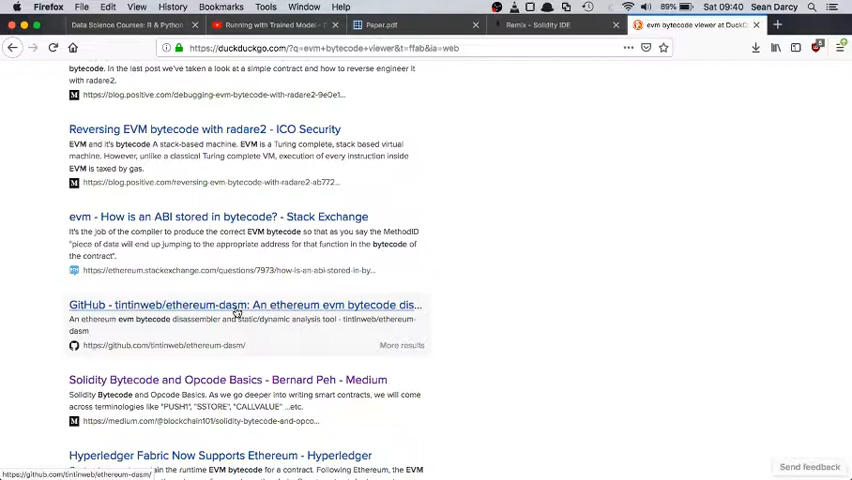 Firefox File Edit View History Bookmarks Tools Window Help 89% Sat 09:40 Sean Darcy
Data Science Courses: R & Python
Running with Trained Model -
Paper.pdf
Remix - Solidity IDE
evm bytecode viewer at DuckD
https://duckduckgo.com/?q=evm+bytecode+viewer&t=ffab&ia=web
bytecode. In the last post we've taken a look at a simple contract and how to reverse engineer it
with radare2.
https://blog.positive.com/debugging-evm-bytecode-with-radare2-9e0e1...
Reversing EVM bytecode with radare2 - ICO Security
EVM and it's bytecode A stack-based machine. EVM is a Turing complete, stack based virtual
machine. However, unlike a classical Turing complete VM, execution of every instruction inside
EVM is taxed by gas.
https://blog.positive.com/reversing-evm-bytecode-with-radare2-ab772...
evm - How is an ABI stored in bytecode? - Stack Exchange
It's the job of the compiler to produce the correct EVM bytecode so that as you say the MethodID
"piece of data will end up jumping to the appropriate address for that function in the bytecode of
the contract".
https://ethereum.stackexchange.com/questions/7973/how-is-an-abi-stored-in-by...
GitHub - tintinweb/ethereum-dasm: An ethereum evm bytecode dis...
An ethereum evm bytecode disassembler and static/dynamic analysis tool - tintinweb/ethereum-
dasm
https://github.com/tintinweb/ethereum-dasm/ More results
Solidity Bytecode and Opcode Basics - Bernard Peh - Medium
Solidity Bytecode and Opcode Basics. As we go deeper into writing smart contracts, we will come
across terminologies like "PUSH1", "SSTORE", "CALLVALUE" ...etc.
https://medium.com/@blockchain101/solidity-bytecode-and-opco...
Hyperledger Fabric Now Supports Ethereum - Hyperledger
the runtime EVM bytecode for a contract. Following Ethereum, the EVM
Send feedback
https://github.com/tintinweb/ethereum-dasm/